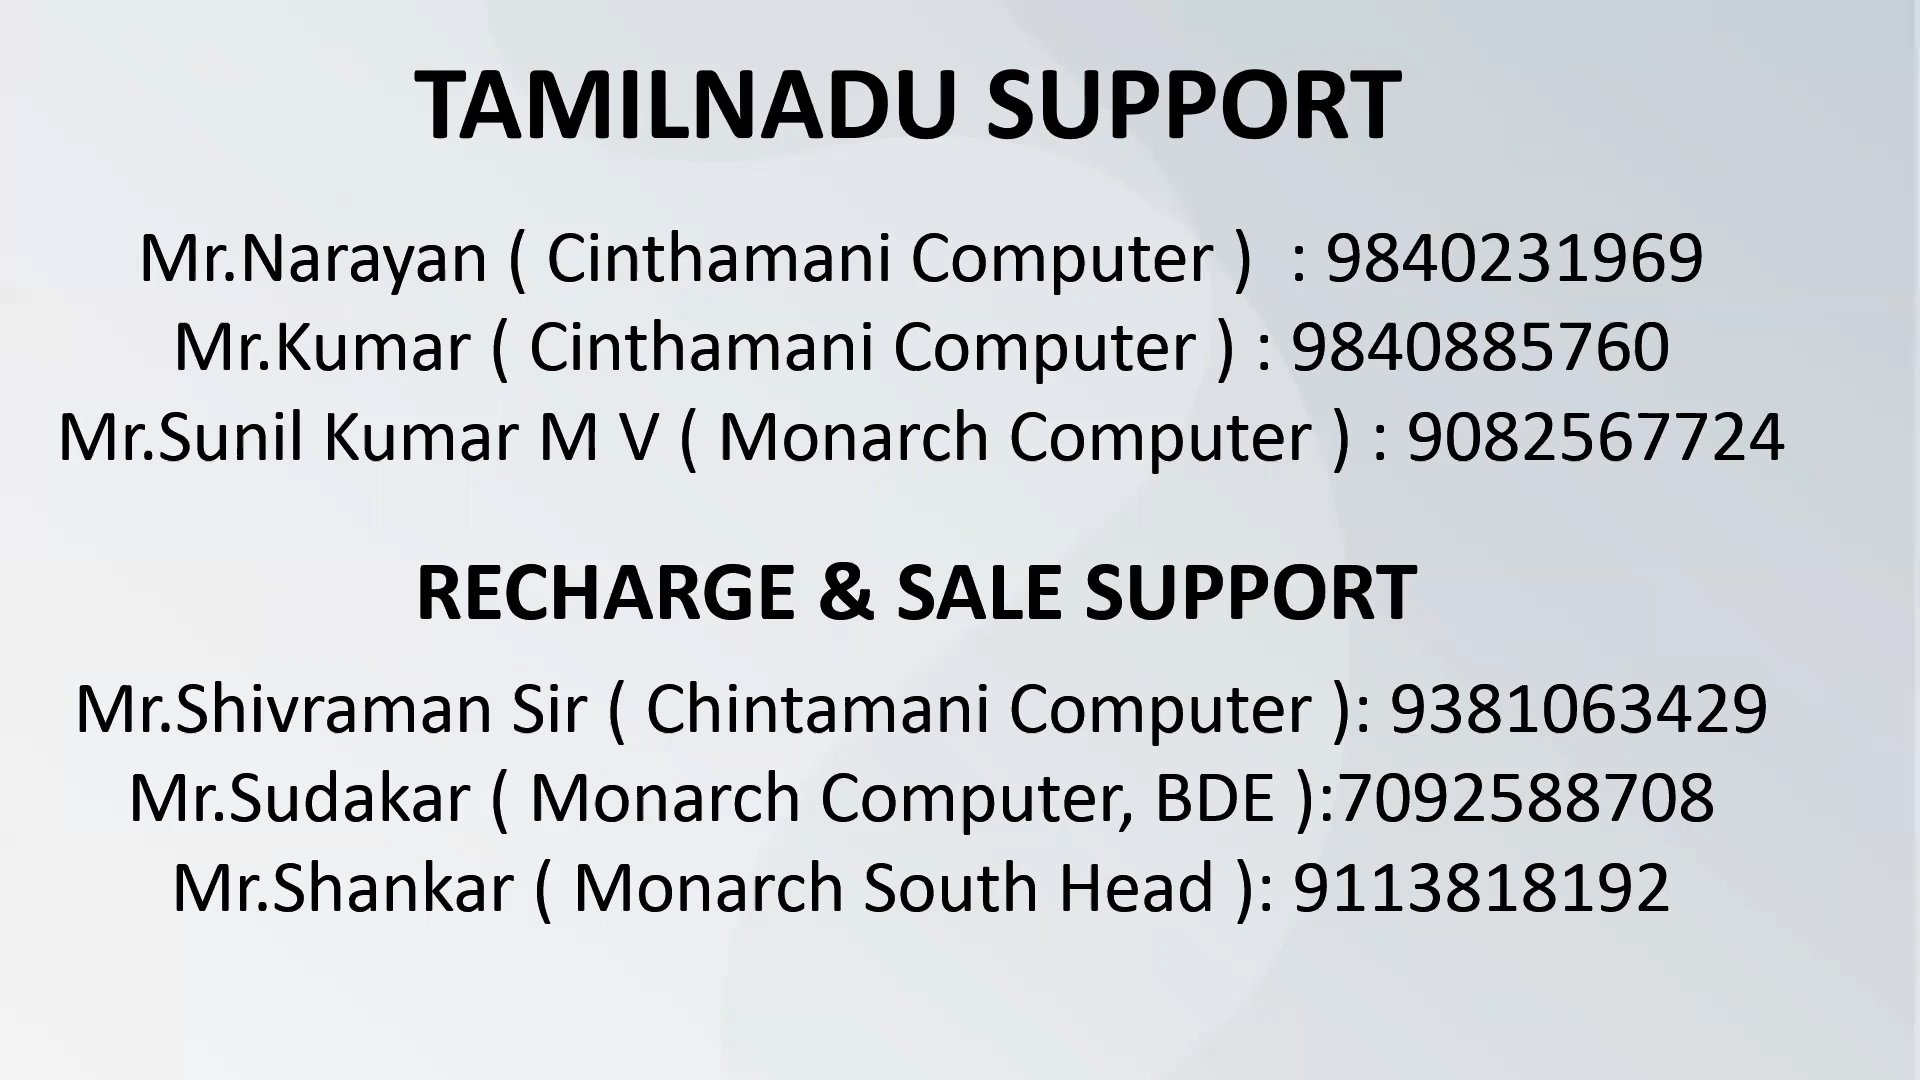 TAMILNADU SUPPORT
Mr.Narayan ( Cinthamani Computer )  : 9840231969
Mr.Kumar ( Cinthamani Computer ) : 9840885760
Mr.Sunil Kumar M V ( Monarch Computer ) : 9082567724
RECHARGE & SALE SUPPORT
Mr.Shivraman Sir ( Chintamani Computer ): 9381063429
Mr.Sudakar ( Monarch Computer, BDE ):7092588708
Mr.Shankar ( Monarch South Head ): 9113818192